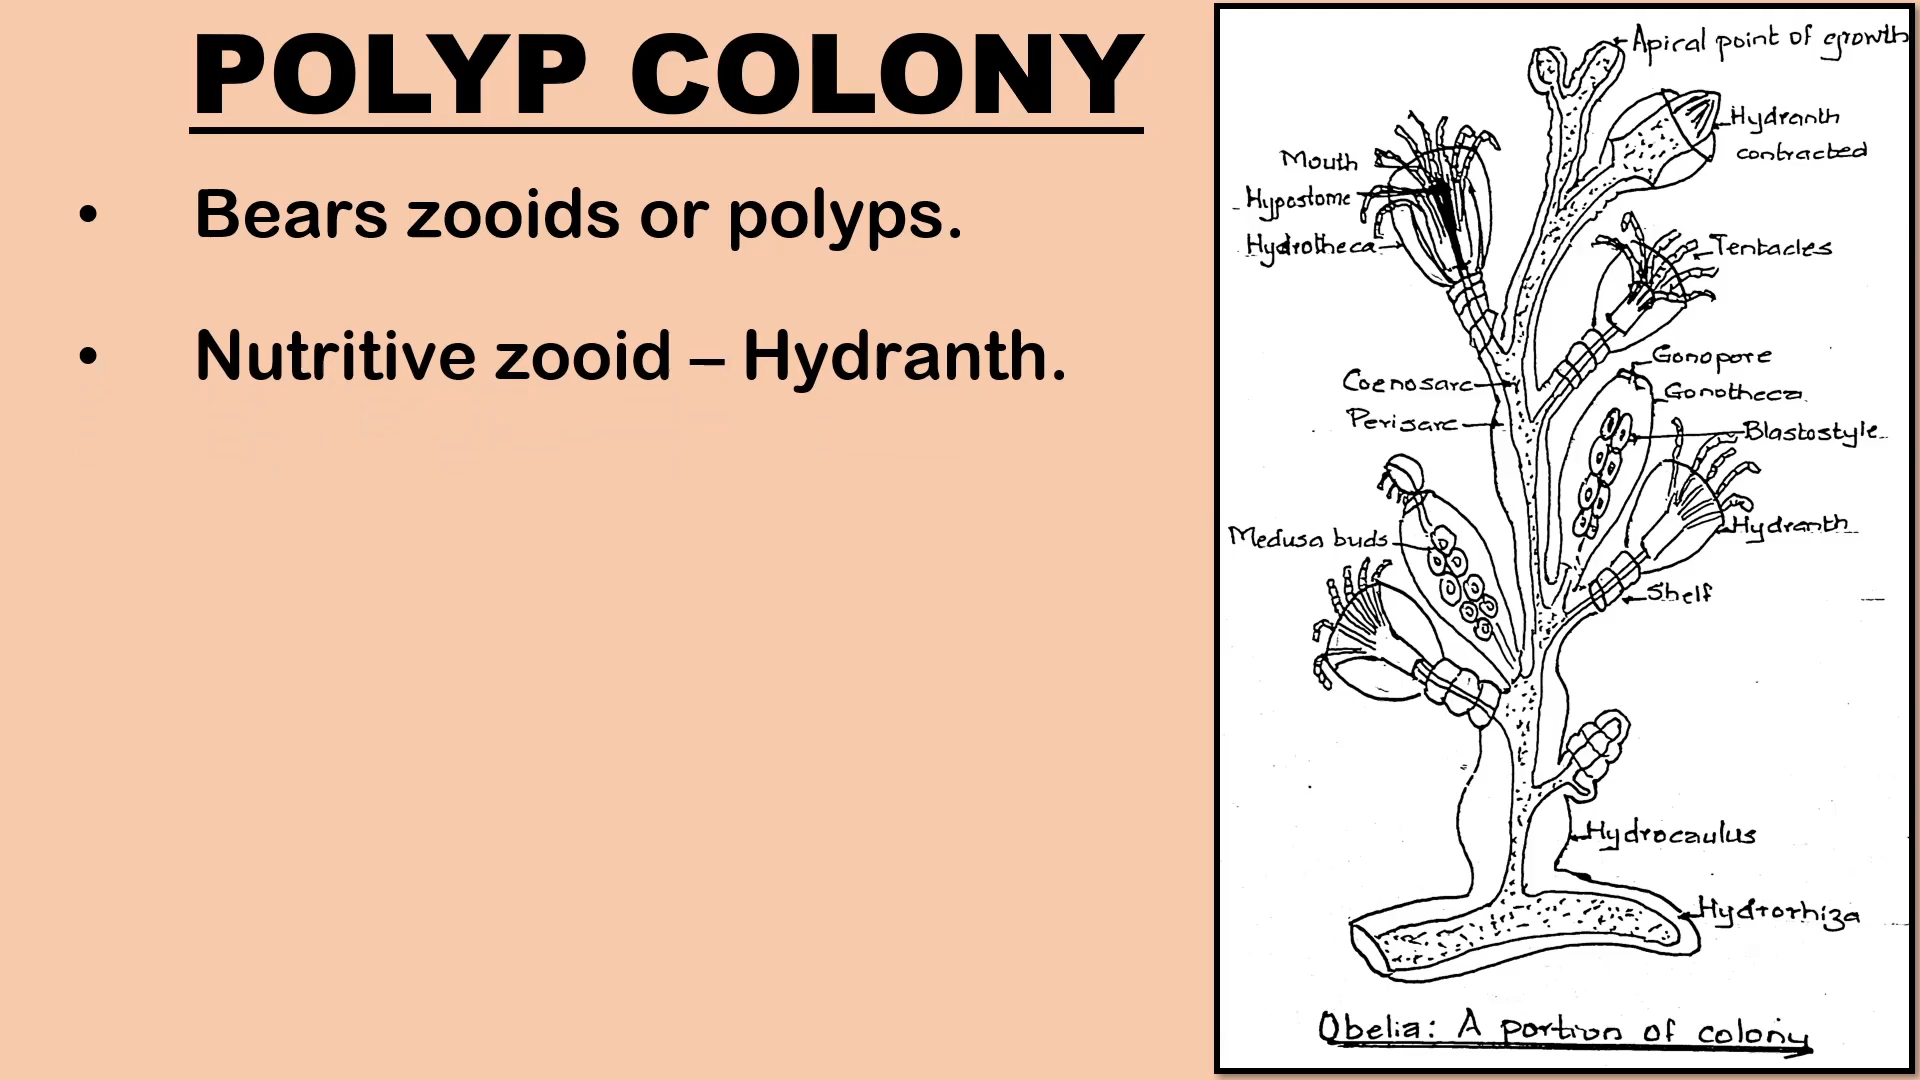 POLYP COLONY
• Bears zooids or polyps.
• Nutritive zooid – Hydranth.
Apical point of growth
Hydranth
contracted
Mouth
Hypostome
Hydrotheca
Tentacles
Gonopore
Gonotheca
Coenosarc
Perisarc
Blastostyle
Medusa buds
Hydranth
Shelf
Hydrocaulus
Hydrorhiza
Obelia: A portion of colony